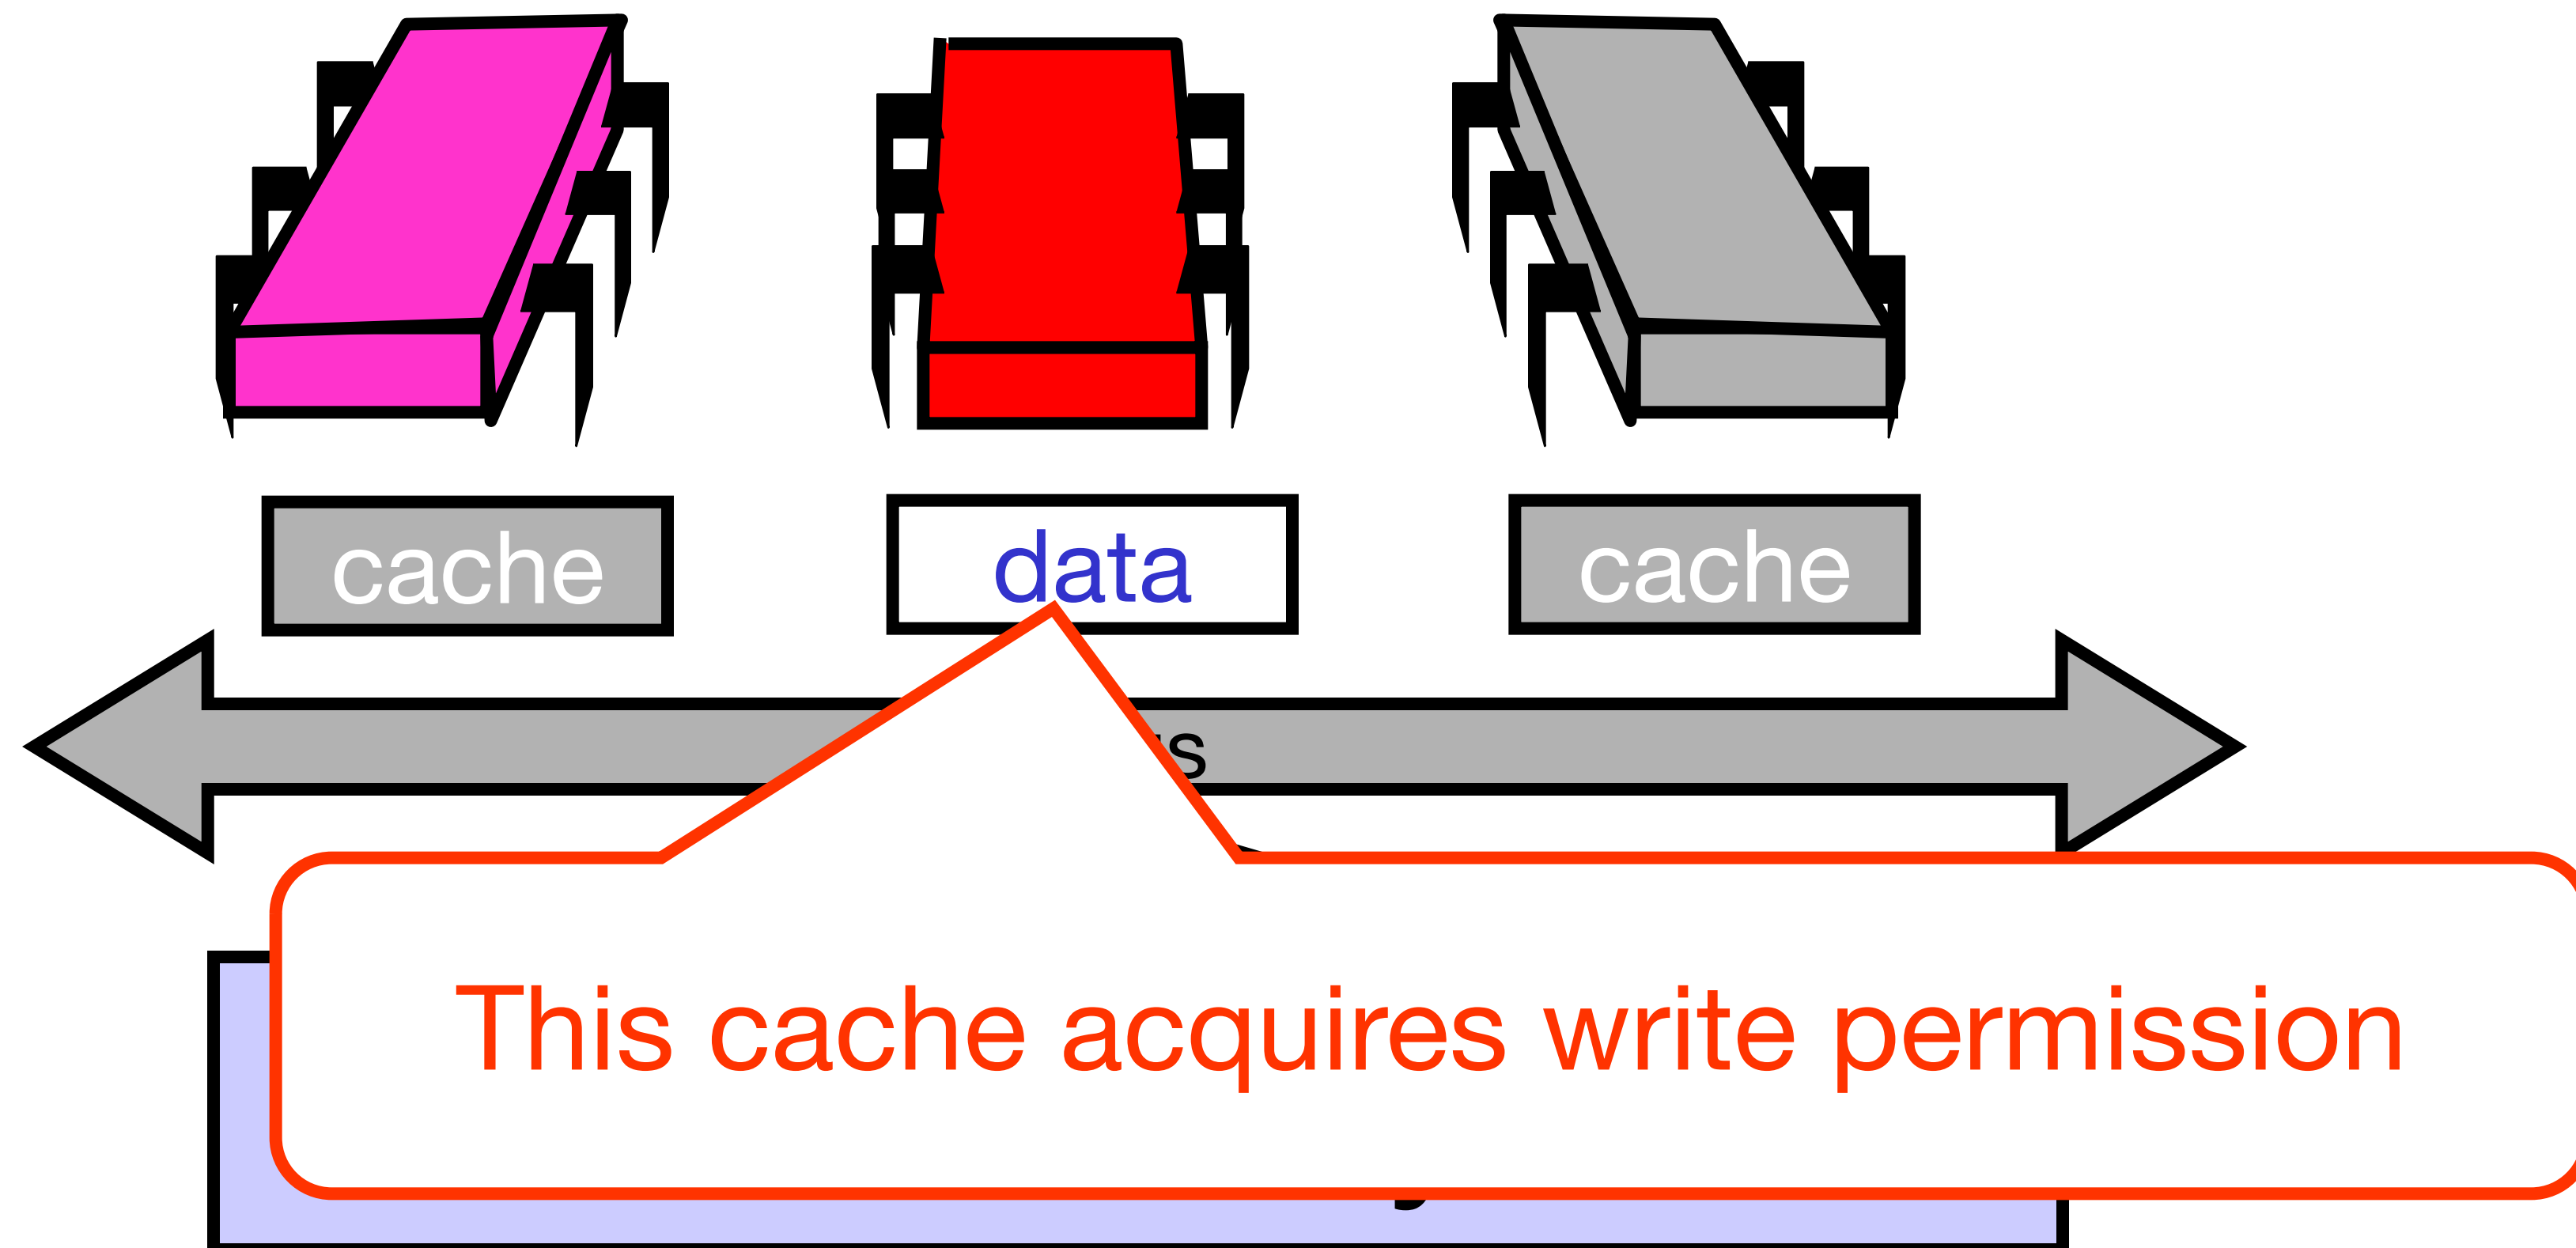 cache data cache
This cache acquires write permission